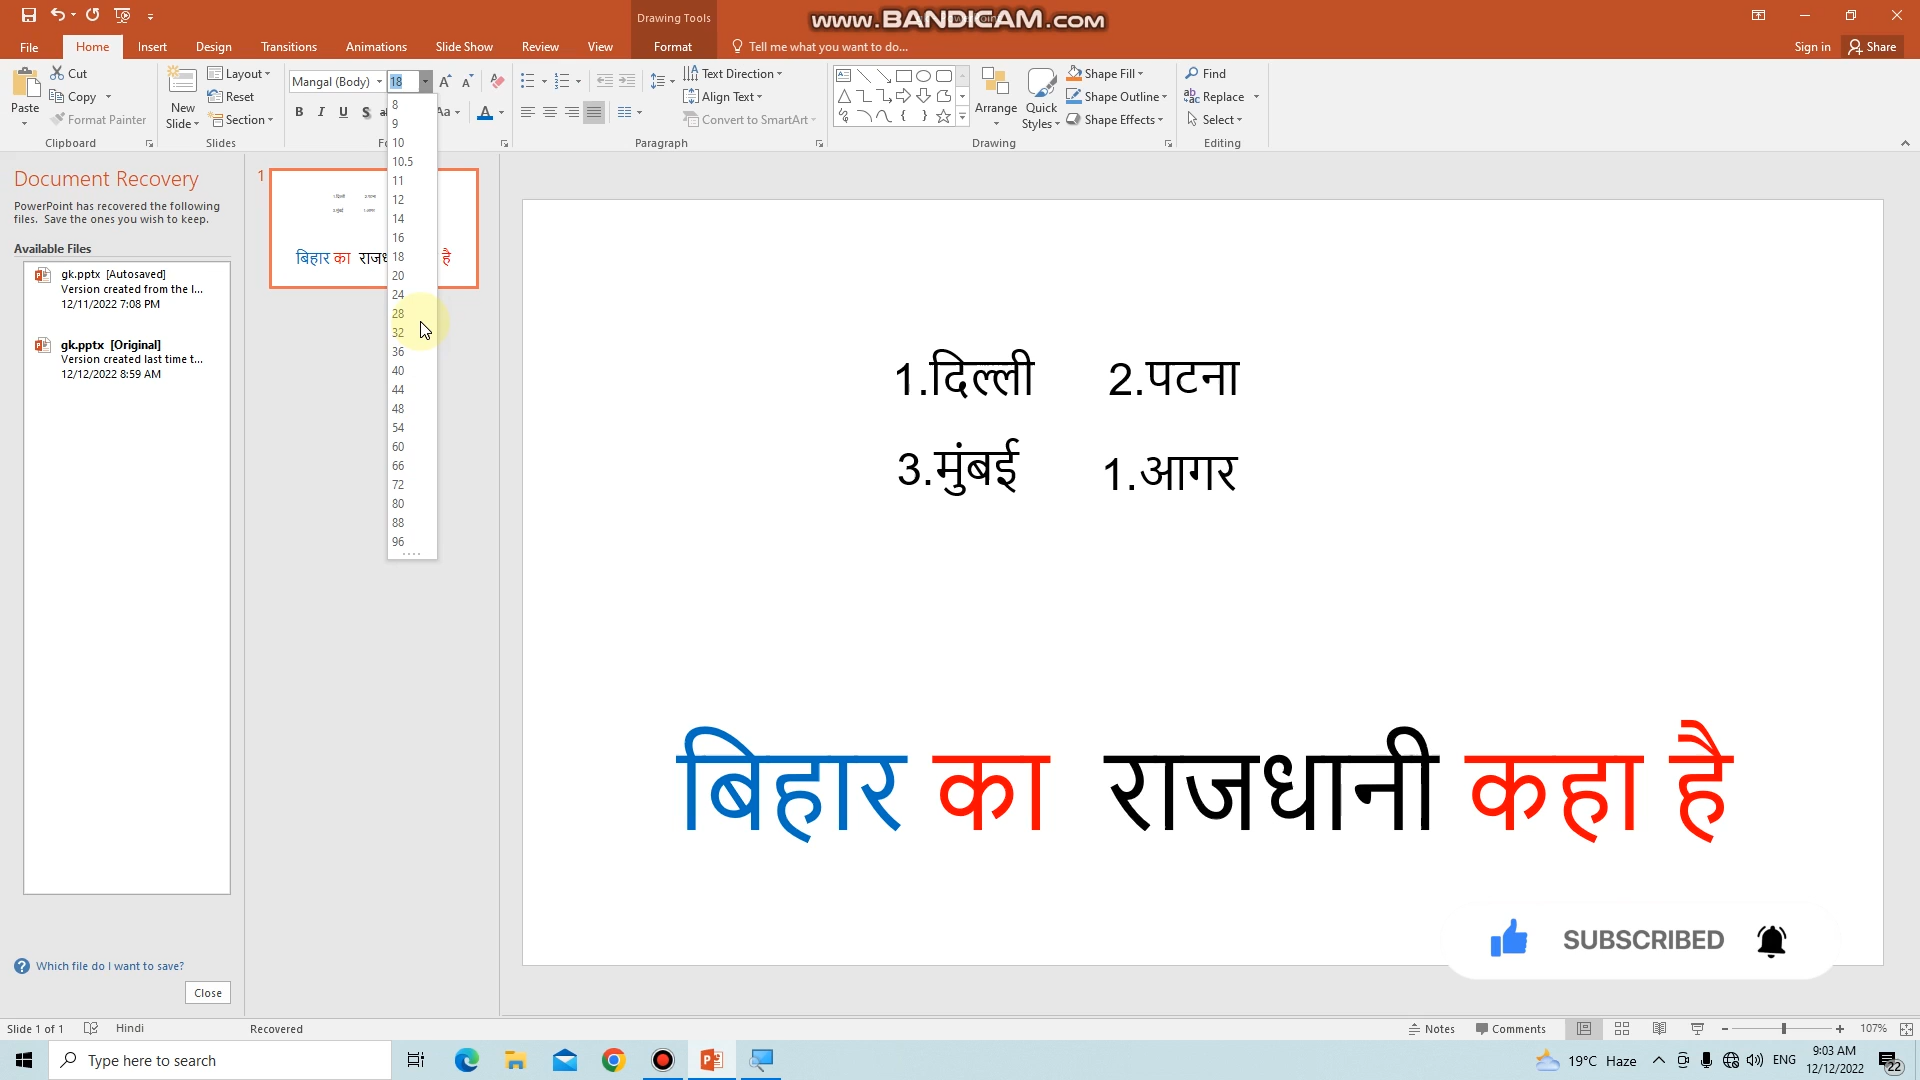 www.BANDICAM.com
Drawing Tools
File Home Insert Design Transitions Animations Slide Show Review View Format Tell me what you want to do... Sign in Share
Paste Cut Copy Format Painter Clipboard
New Slide Layout Reset Section Slides
Mangal (Body) 18 B I U S Aa A
Text Direction Align Text Convert to SmartArt Paragraph
Arrange Quick Styles Shape Fill Shape Outline Shape Effects Drawing
Find Replace Select Editing
8
9
10
10.5
11
12
14
16
18
20
24
28
32
36
40
44
48
54
60
66
72
80
88
96
Document Recovery
PowerPoint has recovered the following
files. Save the ones you wish to keep.
Available Files
gk.pptx [Autosaved]
Version created from the l...
12/11/2022 7:08 PM
gk.pptx [Original]
Version created last time t...
12/12/2022 8:59 AM
Which file do I want to save?
Close
1
1.दिल्ली 2.पटना
3.मुंबई 1.आगर
बिहार का है
1.दिल्ली 2.पटना
3.मुंबई 1.आगर
बिहार का राजधानी कहा है
SUBSCRIBED
Slide 1 of 1 Hindi Recovered Notes Comments 107%
Type here to search 19°C Haze ENG 9:03 AM
12/12/2022 22